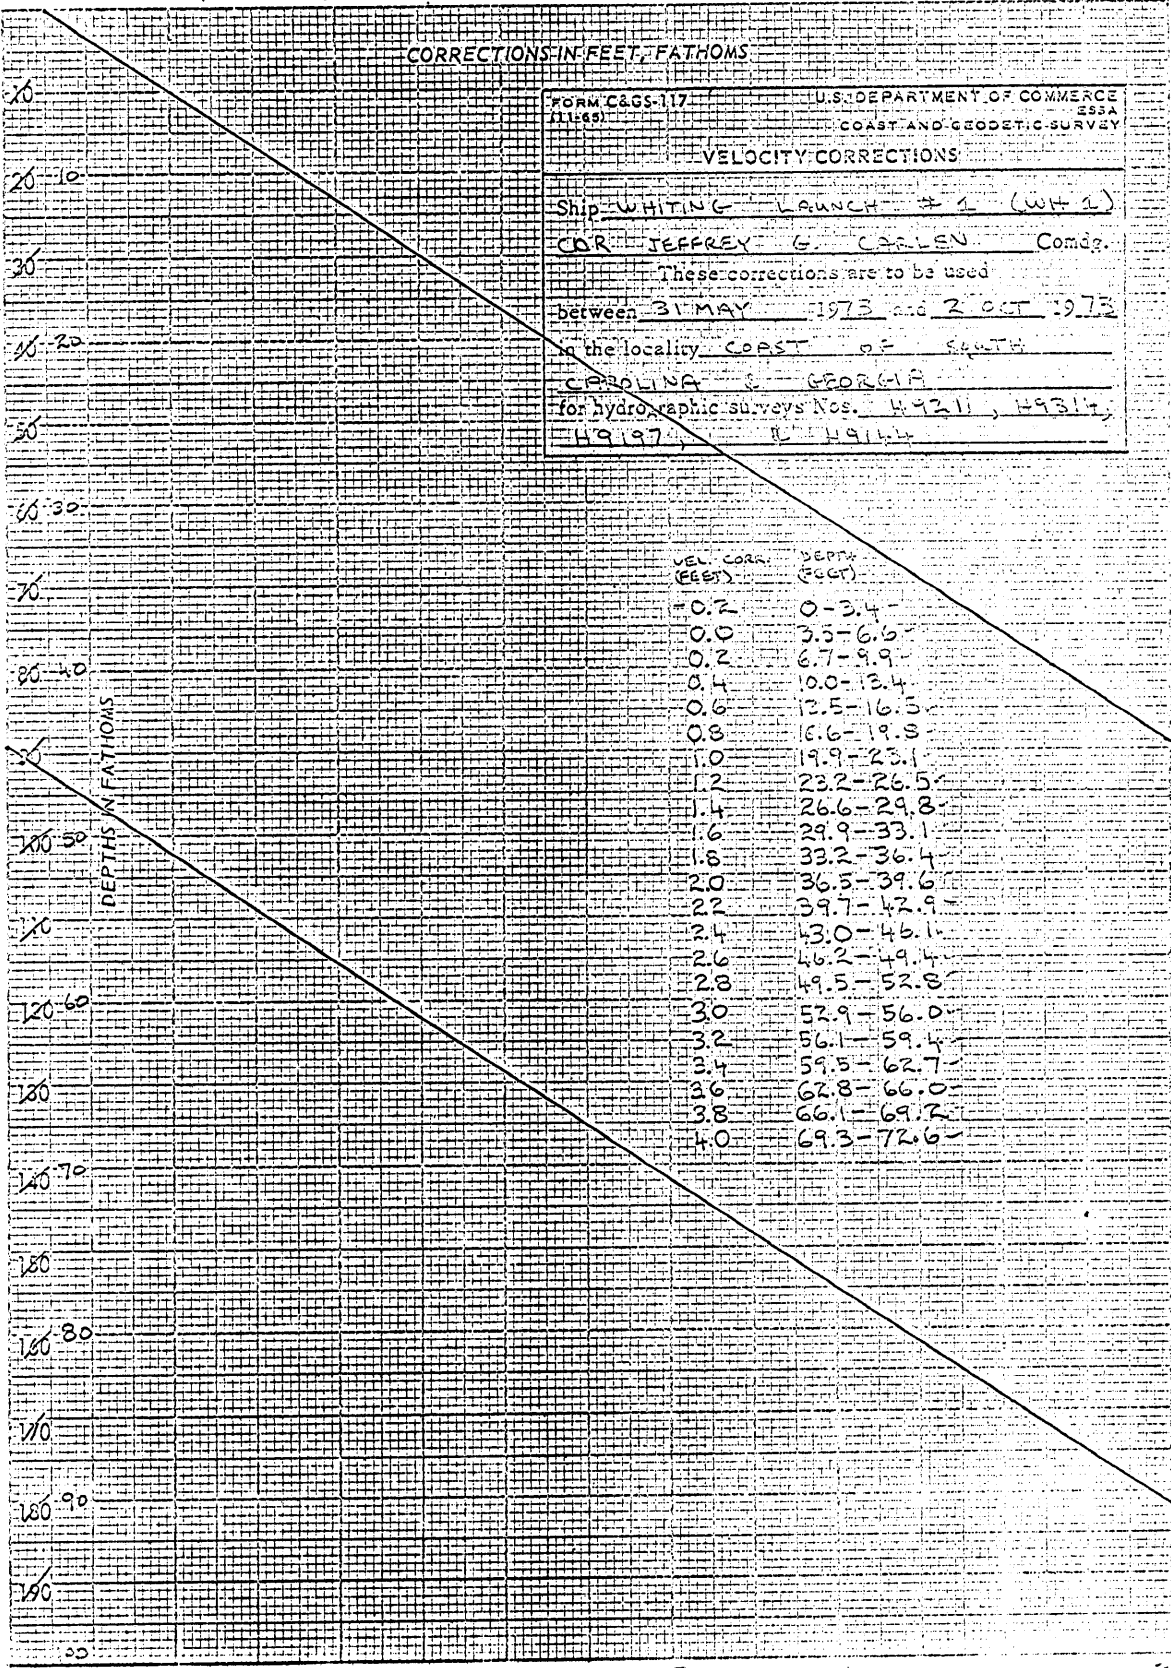 CORRECTIONS IN FEET, FATHOMS
FORM C&GS-117
(11-65)
U.S. DEPARTMENT OF COMMERCE
ESSA
COAST AND GEODETIC SURVEY
VELOCITY CORRECTIONS
Ship WHITING LAUNCH # 1 (WH 1)
CDR JEFFREY G. CARLEN Comdg.
These corrections are to be used
between 31 MAY 1973 and 2 OCT 1973
in the locality COAST OF SOUTH
CAROLINA & GEORGIA
for hydrographic surveys Nos. H9211, H9314,
H9197, & H9144
VEL. CORR. DEPTH
(FEET) (FEET)
-0.2 0-3.4
0.0 3.5-6.6
0.2 6.7-9.9
0.4 10.0-13.4
0.6 13.5-16.5
0.8 16.6-19.8
1.0 19.9-23.1
1.2 23.2-26.5
1.4 26.6-29.8
1.6 29.9-33.1
1.8 33.2-36.4
2.0 36.5-39.6
2.2 39.7-42.9
2.4 43.0-46.1
2.6 46.2-49.4
2.8 49.5-52.8
3.0 52.9-56.0
3.2 56.1-59.4
3.4 59.5-62.7
3.6 62.8-66.0
3.8 66.1-69.2
4.0 69.3-72.6
DEPTHS IN FATHOMS
10
20 10
30
40 20
50
60 30
70
80 40
90
100 50
110
120 60
130
140 70
150
160 80
170
180 90
190